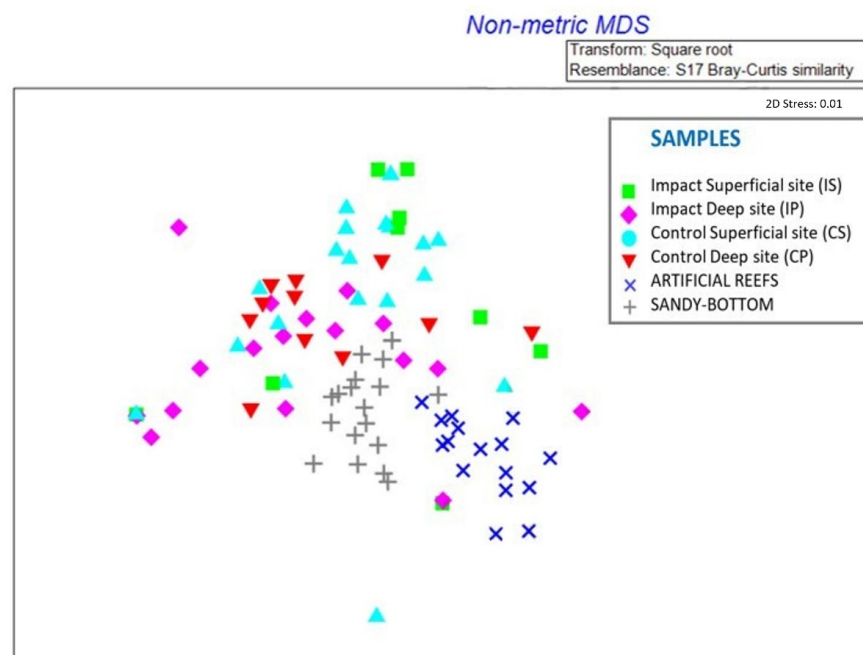 Non-metric MDS
Transform: Square root
Resemblance: S17 Bray-Curtis similarity
2D Stress: 0.01
SAMPLES
Impact Superficial site (IS)
Impact Deep site (IP)
Control Superficial site (CS)
Control Deep site (CP)
ARTIFICIAL REEFS
SANDY-BOTTOM